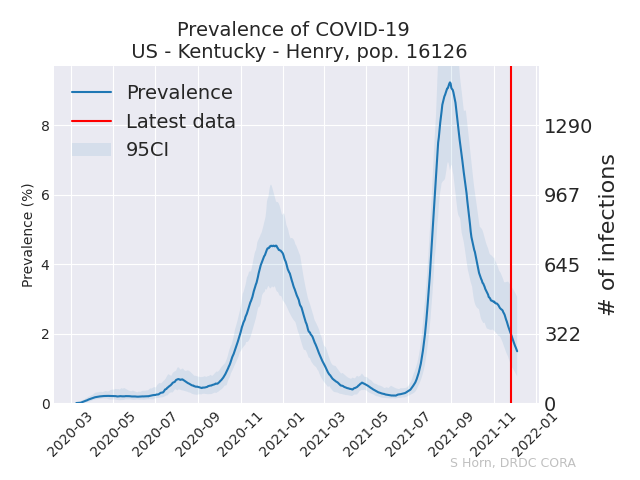 Prevalence of COVID-19
US - Kentucky - Henry, pop. 16126
Prevalence
Latest data
95CI
Prevalence (%)
8
6
4
2
0
1290
967
645
322
0
# of infections
2020-03
2020-05
2020-07
2020-09
2020-11
2021-01
2021-03
2021-05
2021-07
2021-09
2021-11
2022-01
S Horn, DRDC CORA